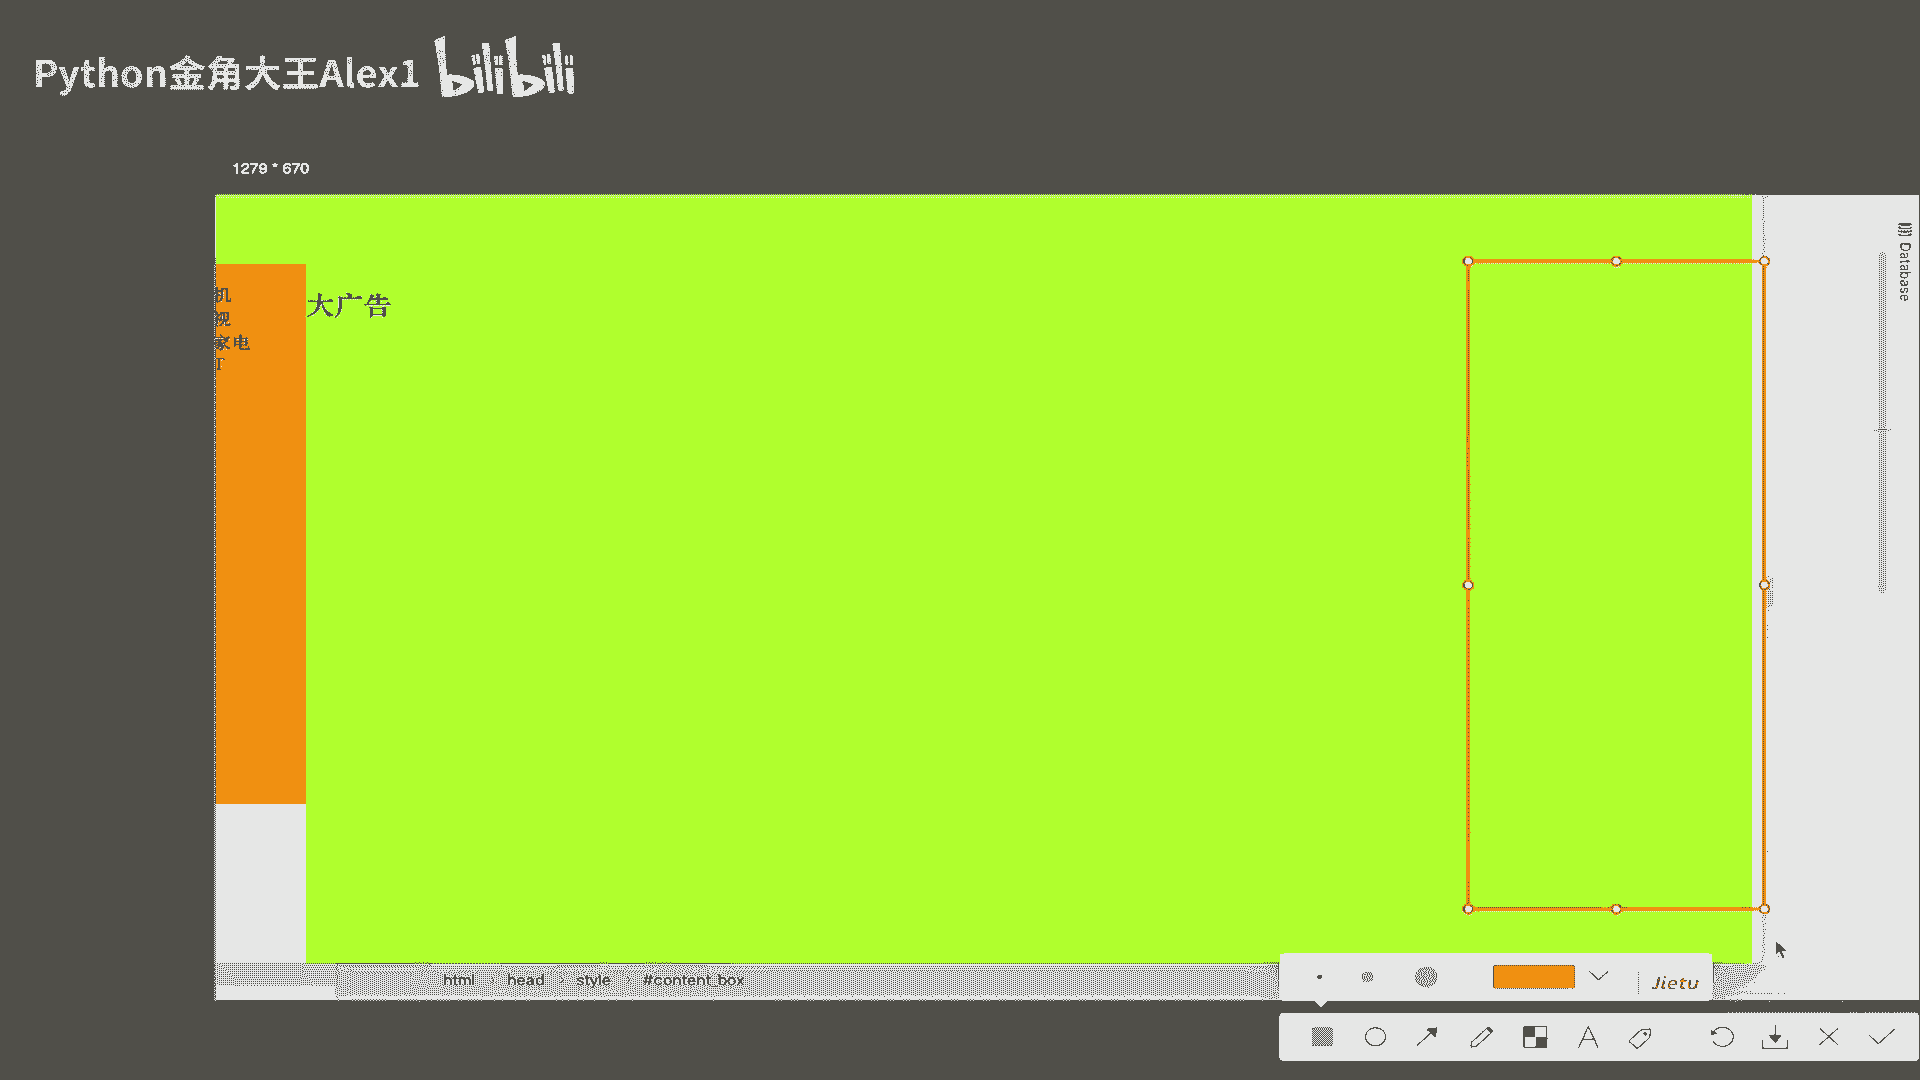 Python金角大王Alex1 bilibili
1279 * 670
Database
机
视
家电
大广告
html › head › style › #content_box
Jietu